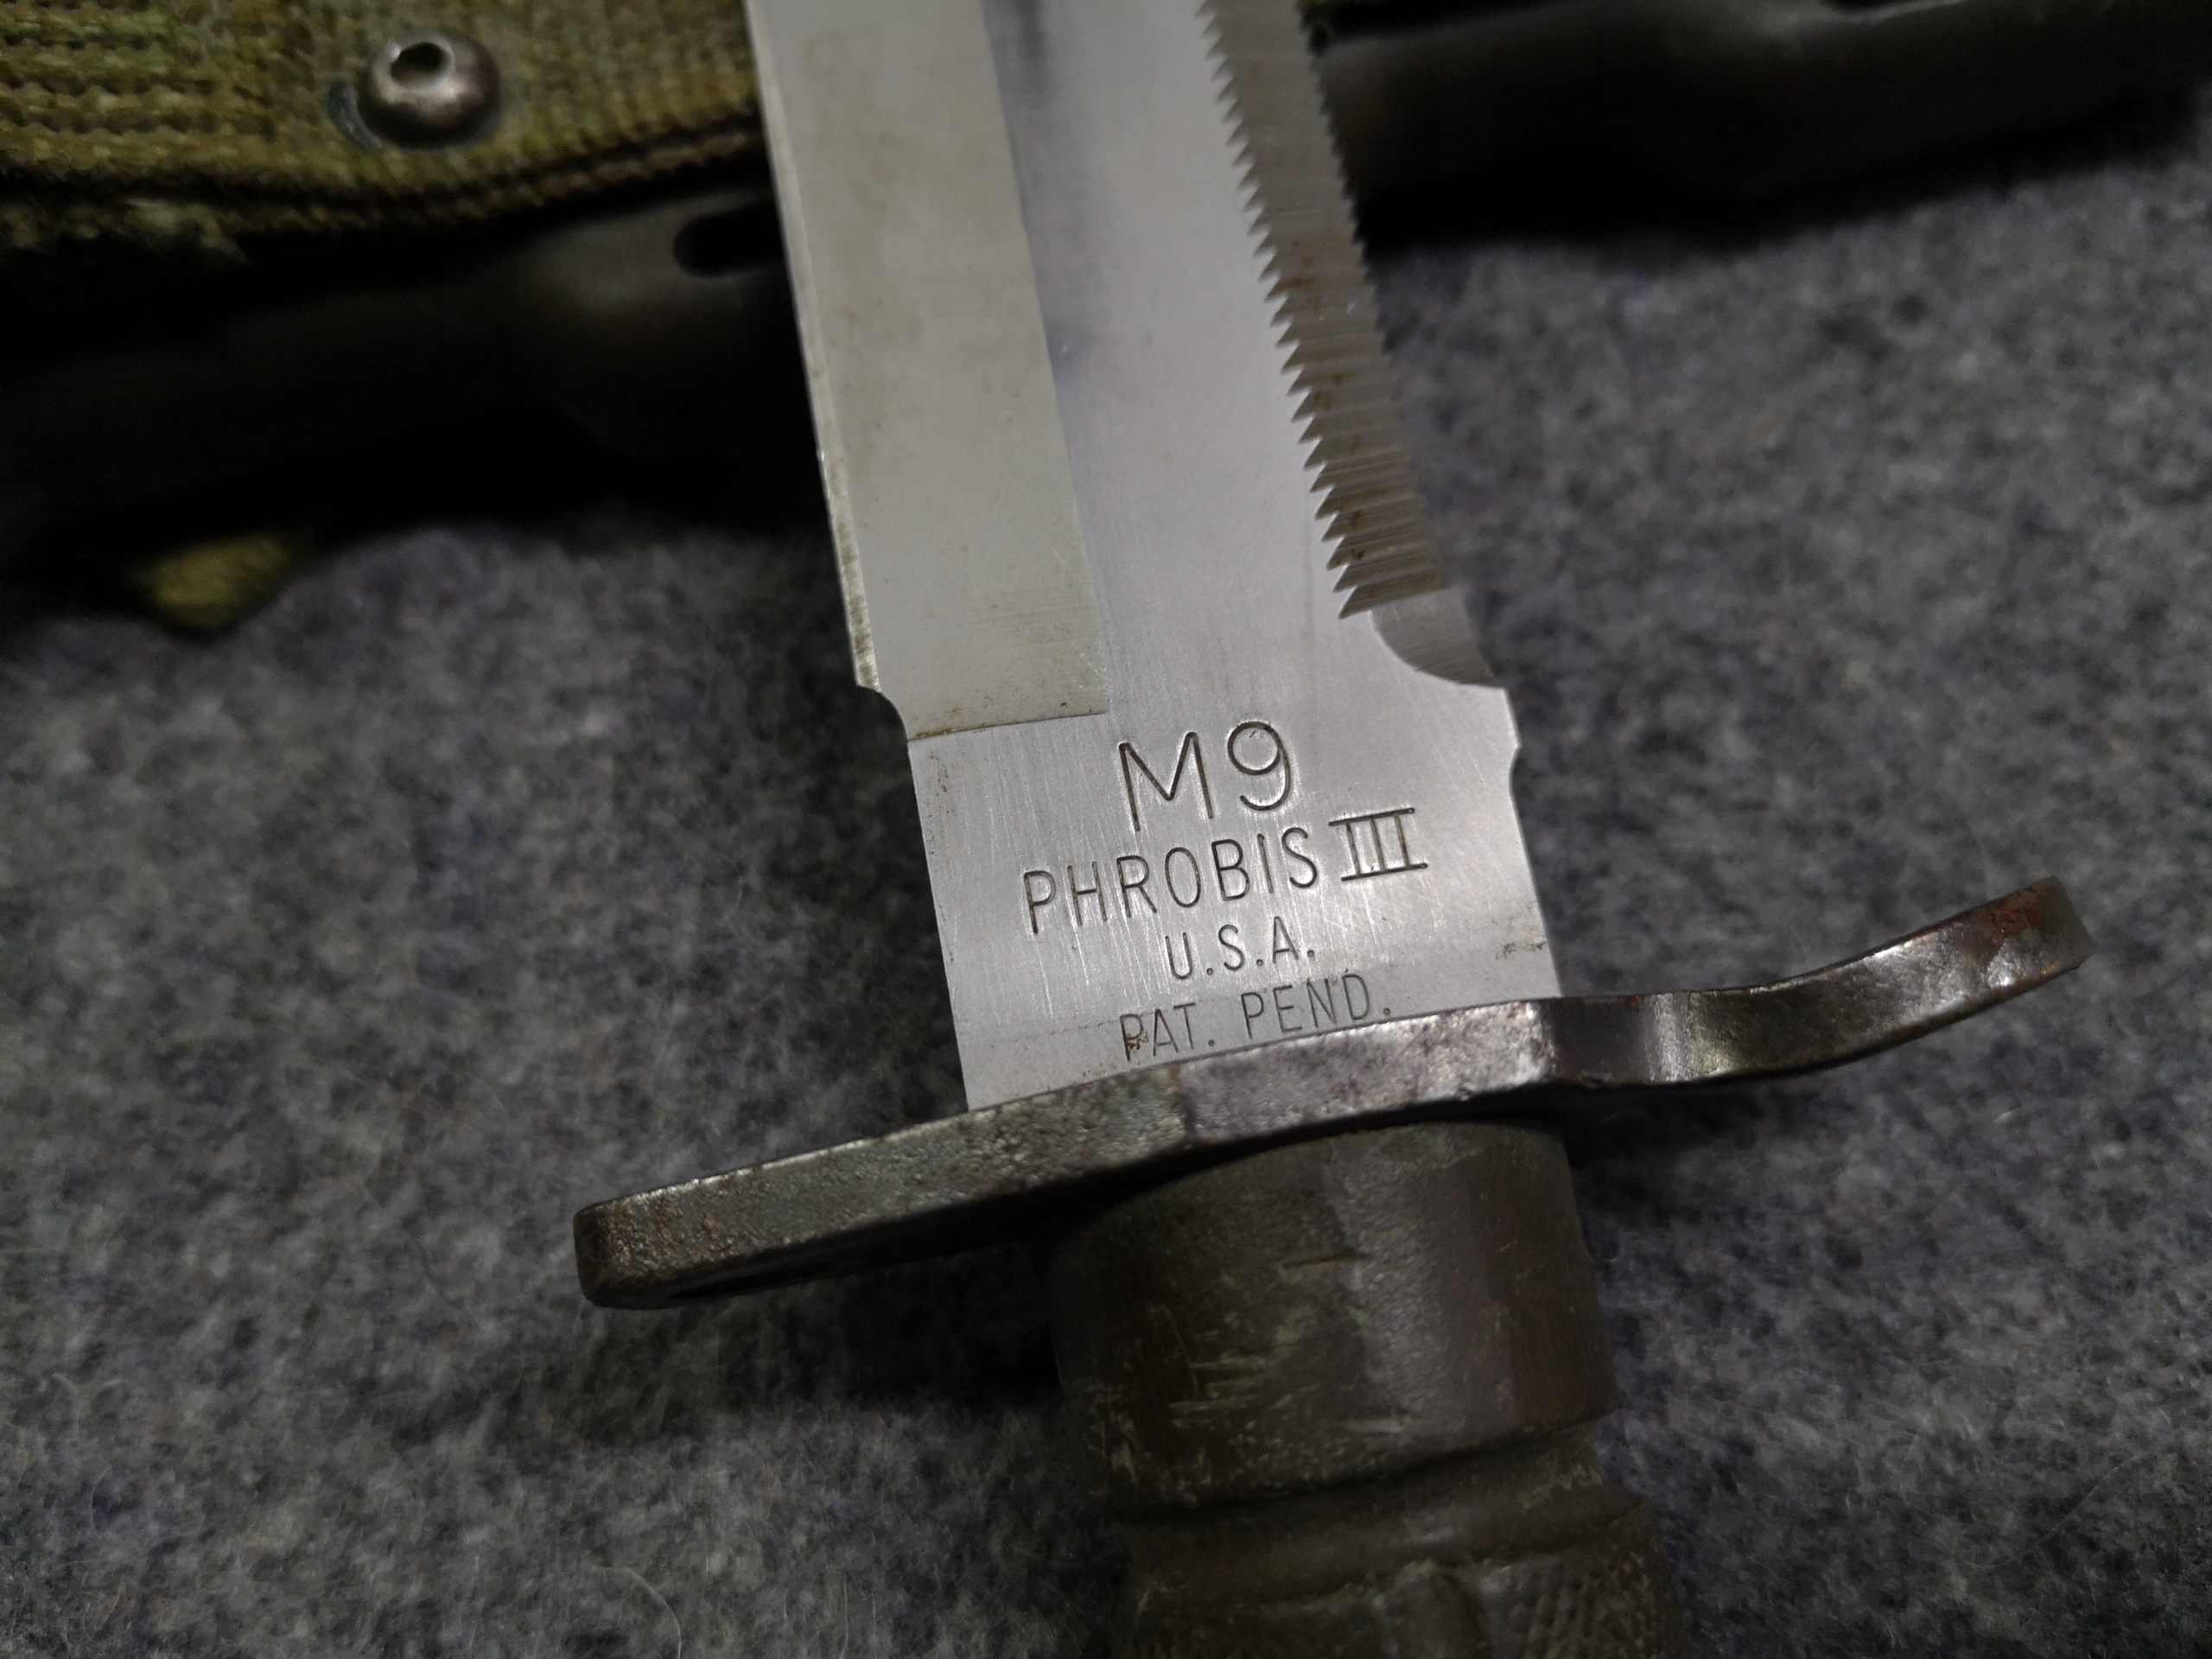 M9
PHROBIS III
U.S.A.
PAT. PEND.